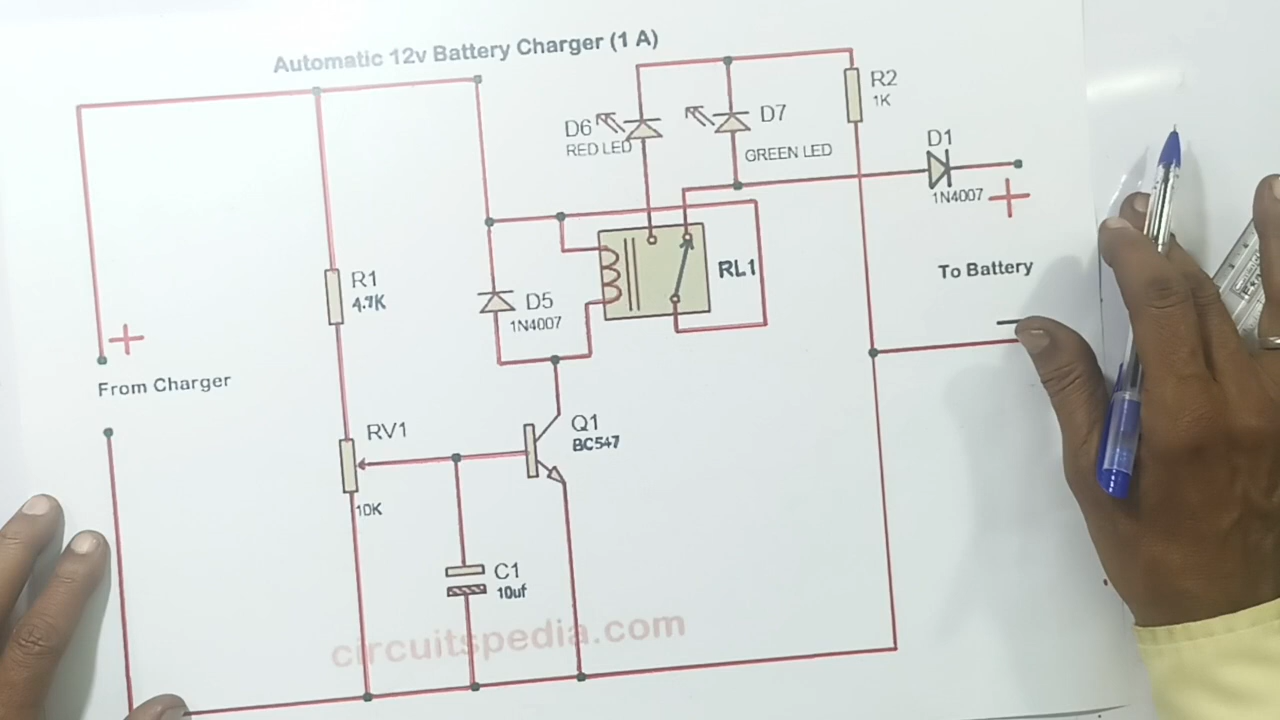 Automatic 12v Battery Charger (1 A)
D6
RED LED
D7
GREEN LED
R2
1K
D1
1N4007
+
To Battery
R1
4.7K
D5
1N4007
RL1
+
From Charger
RV1
10K
Q1
BC547
C1
10uf
circuitspedia.com